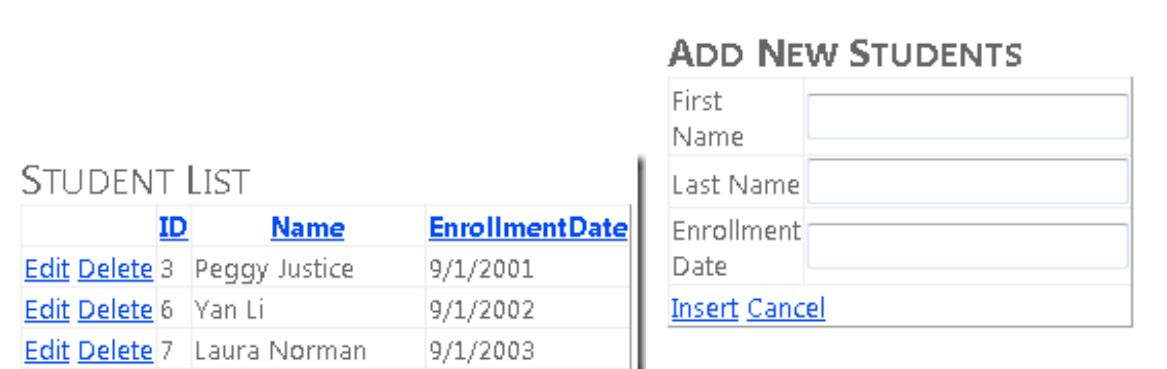 STUDENT LIST
ID Name EnrollmentDate
Edit Delete 3 Peggy Justice 9/1/2001
Edit Delete 6 Yan Li 9/1/2002
Edit Delete 7 Laura Norman 9/1/2003
ADD NEW STUDENTS
First
Name
Last Name
Enrollment
Date
Insert Cancel